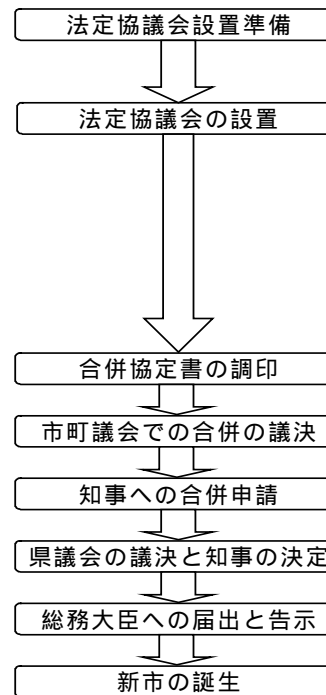 法定協議会設置準備
法定協議会の設置
合併協定書の調印
市町議会での合併の議決
知事への合併申請
県議会の議決と知事の決定
総務大臣への届出と告示
新市の誕生